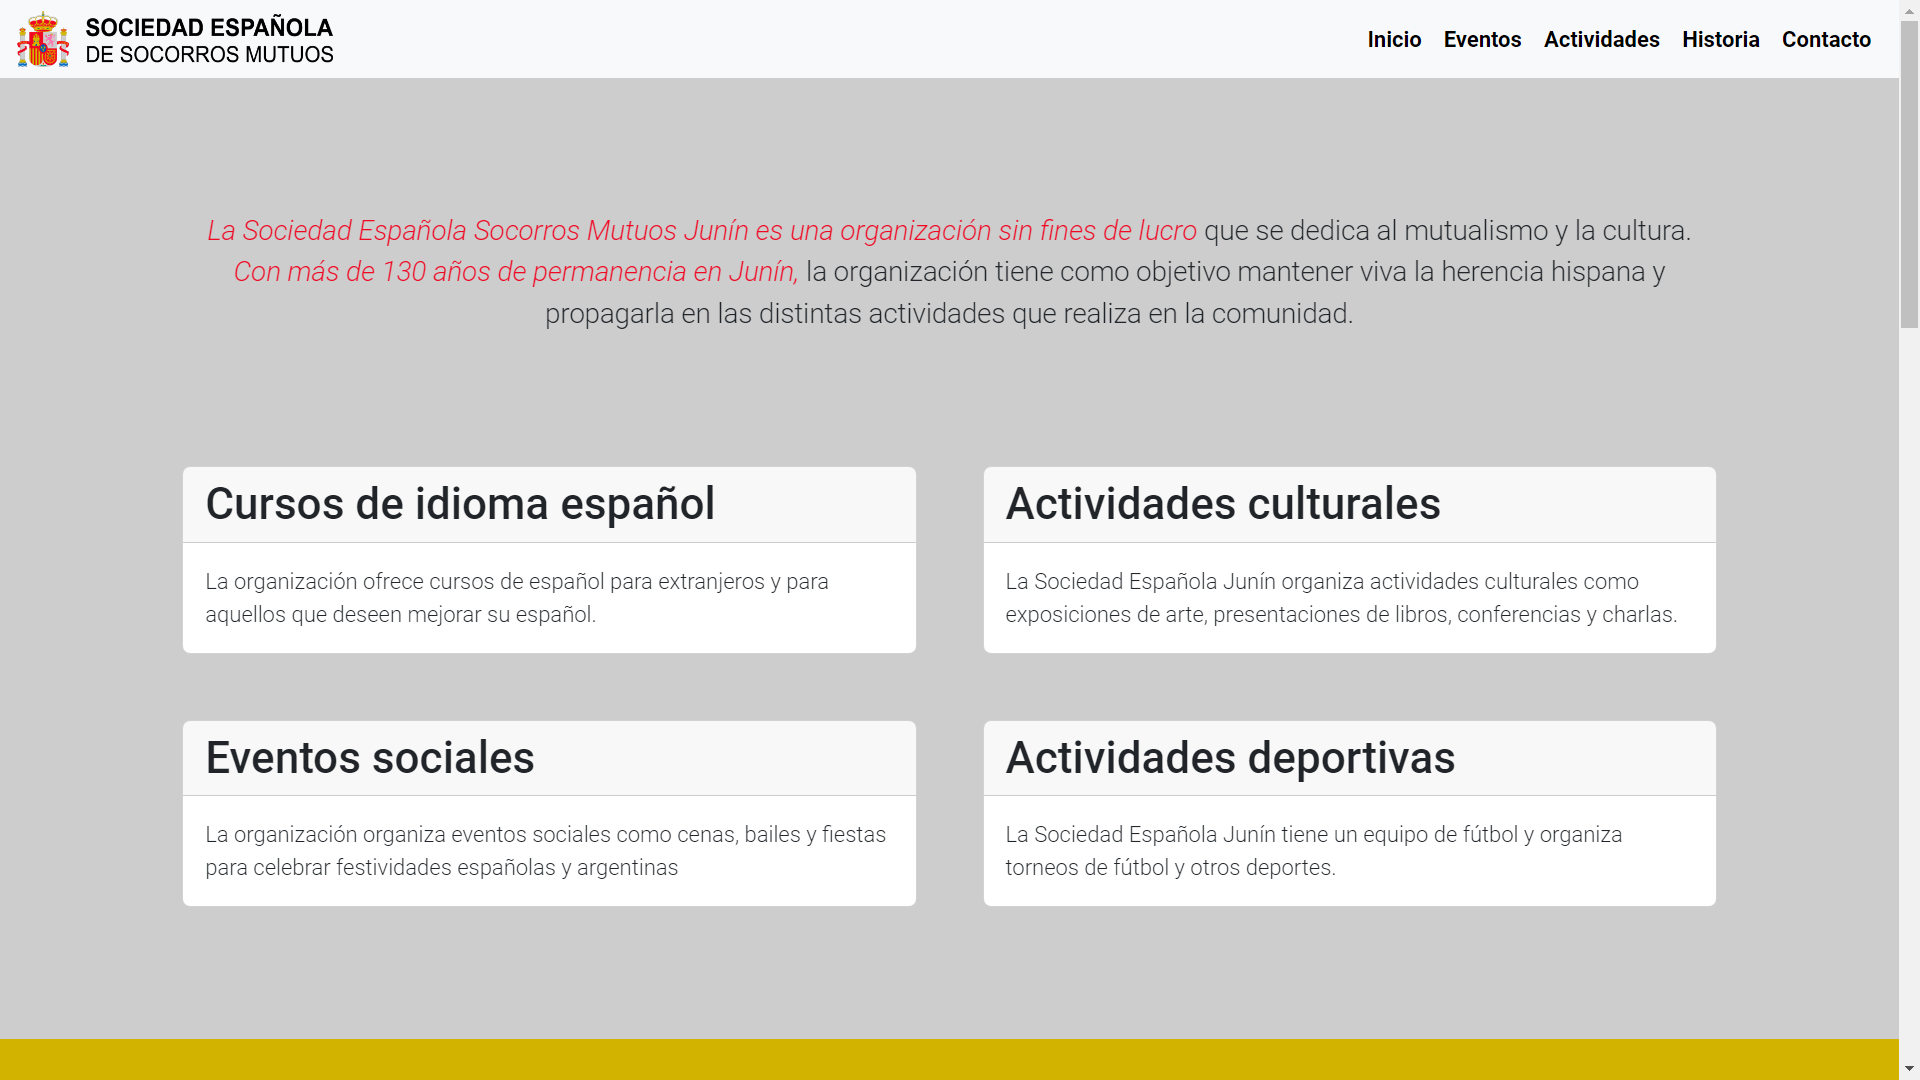 SOCIEDAD ESPAÑOLA
DE SOCORROS MUTUOS
Inicio Eventos Actividades Historia Contacto
La Sociedad Española Socorros Mutuos Junín es una organización sin fines de lucro que se dedica al mutualismo y la cultura.
Con más de 130 años de permanencia en Junín, la organización tiene como objetivo mantener viva la herencia hispana y
propagarla en las distintas actividades que realiza en la comunidad.
Cursos de idioma español
La organización ofrece cursos de español para extranjeros y para
aquellos que deseen mejorar su español.
Actividades culturales
La Sociedad Española Junín organiza actividades culturales como
exposiciones de arte, presentaciones de libros, conferencias y charlas.
Eventos sociales
La organización organiza eventos sociales como cenas, bailes y fiestas
para celebrar festividades españolas y argentinas
Actividades deportivas
La Sociedad Española Junín tiene un equipo de fútbol y organiza
torneos de fútbol y otros deportes.